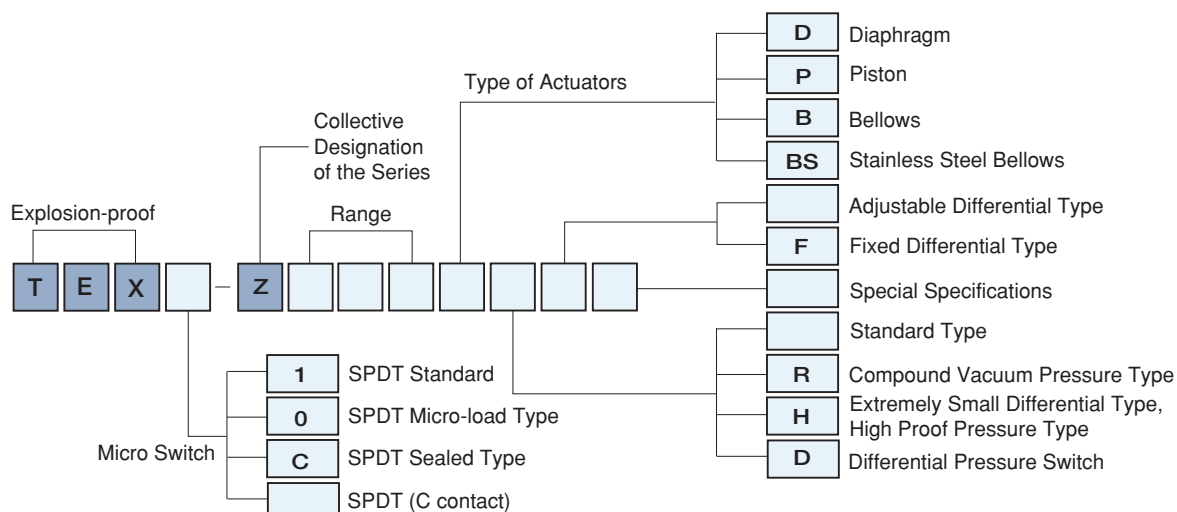 D Diaphragm
Type of Actuators
P Piston
Collective
Designation
of the Series
B Bellows
BS Stainless Steel Bellows
Explosion-proof
Range
Adjustable Differential Type
F Fixed Differential Type
T E X – Z
Special Specifications
Standard Type
1 SPDT Standard
R Compound Vacuum Pressure Type
0 SPDT Micro-load Type
H Extremely Small Differential Type,
High Proof Pressure Type
Micro Switch
C SPDT Sealed Type
D Differential Pressure Switch
SPDT (C contact)